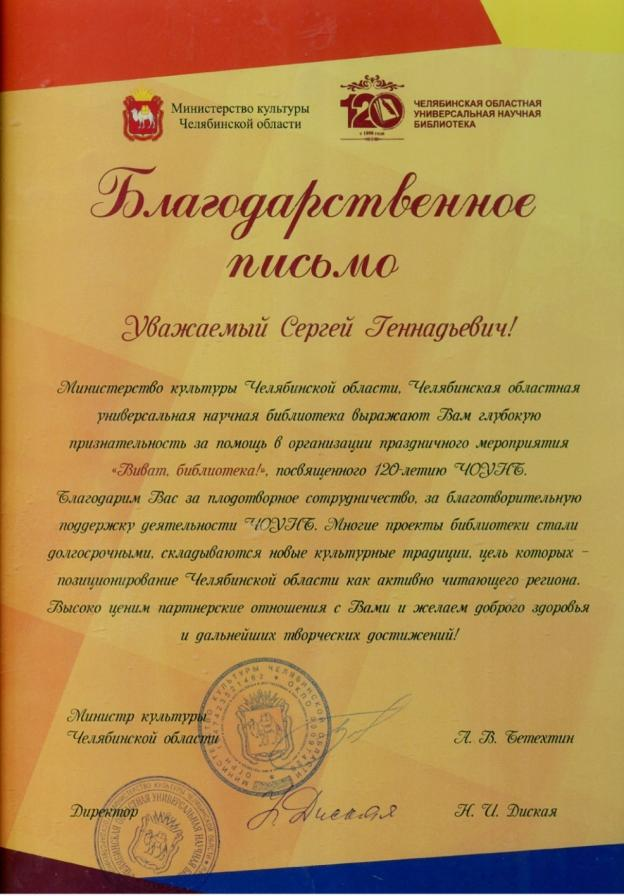 Министерство культуры
Челябинской области
120
с 1898 года
ЧЕЛЯБИНСКАЯ ОБЛАСТНАЯ
УНИВЕРСАЛЬНАЯ НАУЧНАЯ
БИБЛИОТЕКА
Благодарственное
письмо
Уважаемый Сергей Геннадьевич!
Министерство культуры Челябинской области, Челябинская областная
универсальная научная библиотека выражают Вам глубокую
признательность за помощь в организации праздничного мероприятия
«Виват, библиотека!», посвященного 120-летию ЧОУНБ.
Благодарим Вас за плодотворное сотрудничество, за благотворительную
поддержку деятельности ЧОУНБ. Многие проекты библиотеки стали
долгосрочными, складываются новые культурные традиции, цель которых –
позиционирование Челябинской области как активно читающего региона.
Высоко ценим партнерские отношения с Вами и желаем доброго здоровья
и дальнейших творческих достижений!
Министр культуры
Челябинской области
А. В. Бетехтин
Директор
Н. Диская
Н. И. Диская